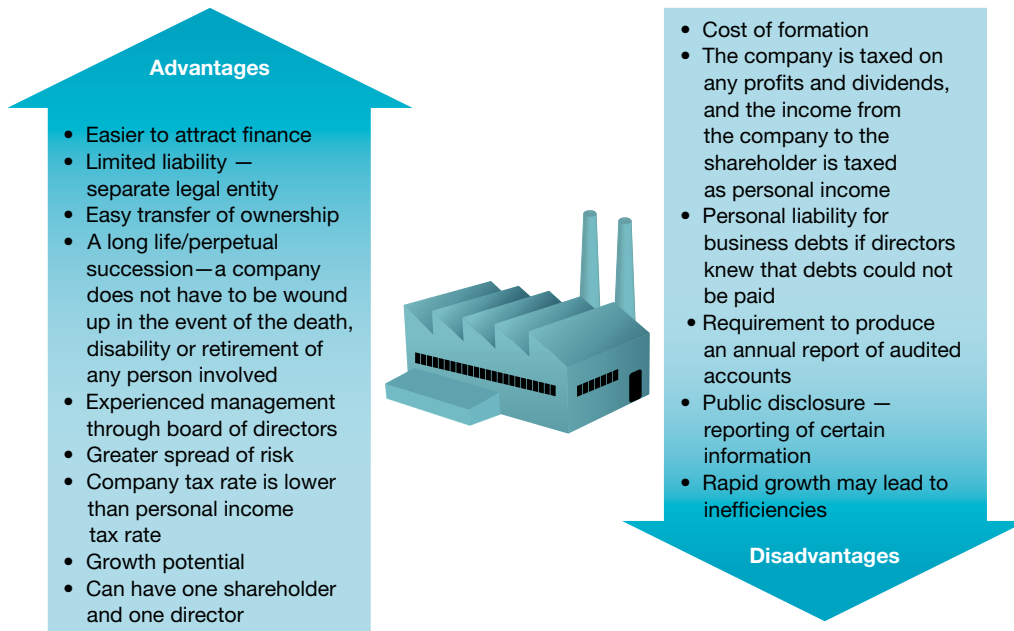 Advantages
• Easier to attract finance
• Limited liability —
separate legal entity
• Easy transfer of ownership
• A long life/perpetual
succession—a company
does not have to be wound
up in the event of the death,
disability or retirement of
any person involved
• Experienced management
through board of directors
• Greater spread of risk
• Company tax rate is lower
than personal income
tax rate
• Growth potential
• Can have one shareholder
and one director
• Cost of formation
• The company is taxed on
any profits and dividends,
and the income from
the company to the
shareholder is taxed
as personal income
• Personal liability for
business debts if directors
knew that debts could not
be paid
• Requirement to produce
an annual report of audited
accounts
• Public disclosure —
reporting of certain
information
• Rapid growth may lead to
inefficiencies
Disadvantages